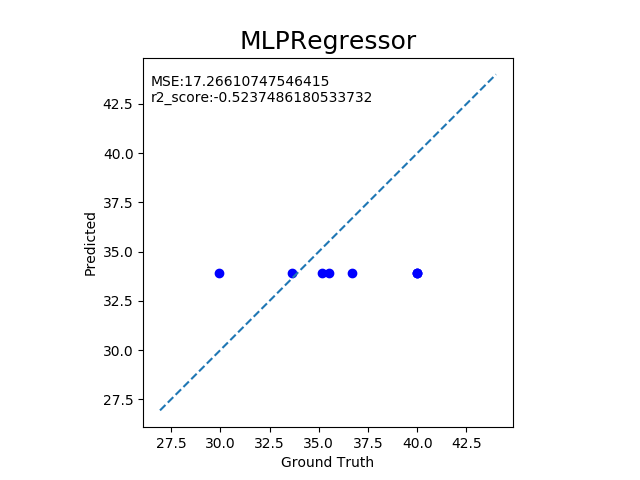 MLPRegressor
MSE:17.26610747546415
r2_score:-0.5237486180533732
42.5
40.0
37.5
35.0
32.5
30.0
27.5
Predicted
27.5 30.0 32.5 35.0 37.5 40.0 42.5
Ground Truth